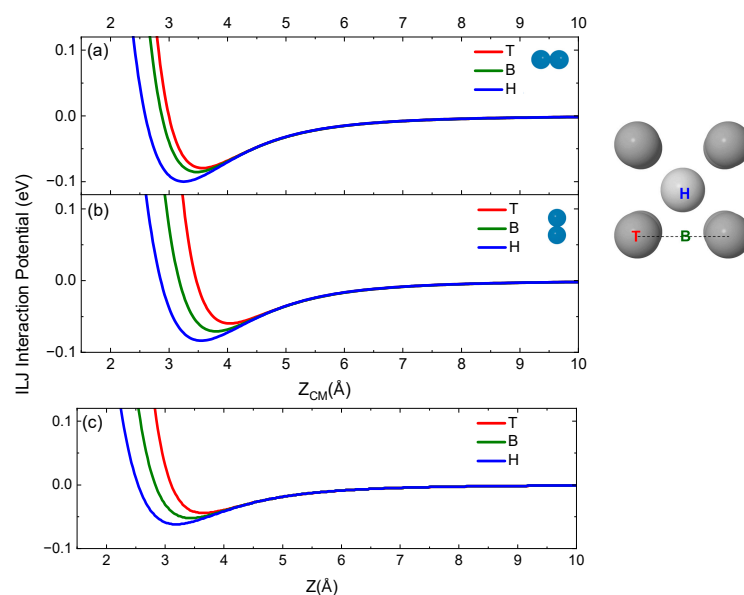 2 3 4 5 6 7 8 9 10
0.1 (a) T
B
H
0.0
−0.1
(b) T
0.1 B
H
0.0
−0.1
2 3 4 5 6 7 8 9 10
Z_CM(Å)
0.1 (c) T
B
H
0.0
−0.1
2 3 4 5 6 7 8 9 10
Z(Å)
ILJ Interaction Potential (eV)
H
T B